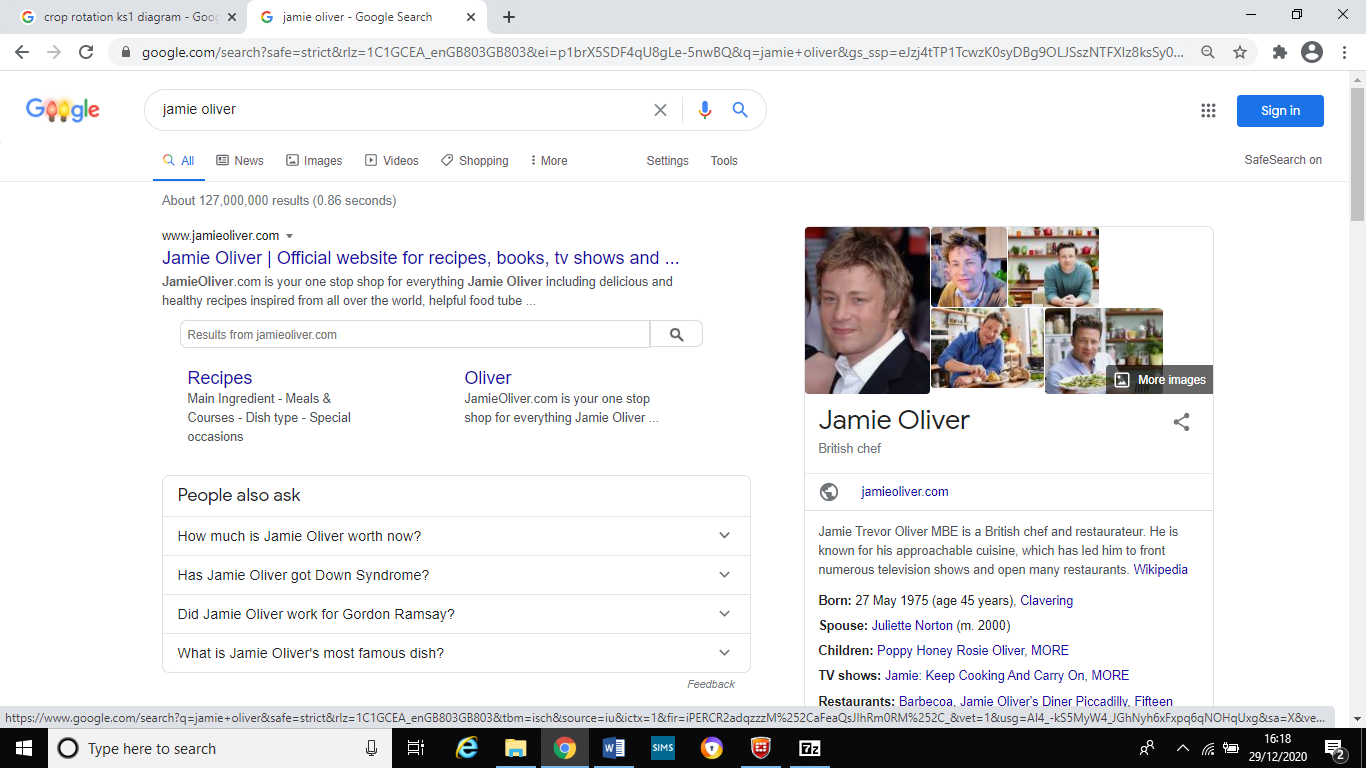 crop rotation ks1 diagram - Goog
jamie oliver - Google Search
google.com/search?safe=strict&rlz=1C1GCEA_enGB803GB803&ei=p1brX5SDF4qU8gLe-5nwBQ&q=jamie+oliver&gs_ssp=eJzj4tTP1TcwzK0syDBg9OLJSszNTFXIz8ksSy0...
Google
jamie oliver
Sign in
All
News
Images
Videos
Shopping
More
Settings
Tools
SafeSearch on
About 127,000,000 results (0.86 seconds)
www.jamieoliver.com
Jamie Oliver | Official website for recipes, books, tv shows and ...
JamieOliver.com is your one stop shop for everything Jamie Oliver including delicious and
healthy recipes inspired from all over the world, helpful food tube ...
Results from jamieoliver.com
Recipes
Main Ingredient - Meals &
Courses - Dish type - Special
occasions
Oliver
JamieOliver.com is your one stop
shop for everything Jamie Oliver ...
People also ask
How much is Jamie Oliver worth now?
Has Jamie Oliver got Down Syndrome?
Did Jamie Oliver work for Gordon Ramsay?
What is Jamie Oliver's most famous dish?
Feedback
More images
Jamie Oliver
British chef
jamieoliver.com
Jamie Trevor Oliver MBE is a British chef and restaurateur. He is
known for his approachable cuisine, which has led him to front
numerous television shows and open many restaurants. Wikipedia
Born: 27 May 1975 (age 45 years), Clavering
Spouse: Juliette Norton (m. 2000)
Children: Poppy Honey Rosie Oliver, MORE
TV shows: Jamie: Keep Cooking And Carry On, MORE
Restaurants: Barbecoa, Jamie Oliver's Diner Piccadilly, Fifteen
https://www.google.com/search?q=jamie+oliver&safe=strict&rlz=1C1GCEA_enGB803GB803&tbm=isch&source=iu&ictx=1&fir=iPERCR2adqzzzM%252CaFeaQsJIhRm0RM%252C_&vet=1&usg=AI4_-kS5MyW4_JGhNyh6xFxpq6qNOHqUxg&sa=X&ve...
Type here to search
SIMS
7z
16:18
29/12/2020
2